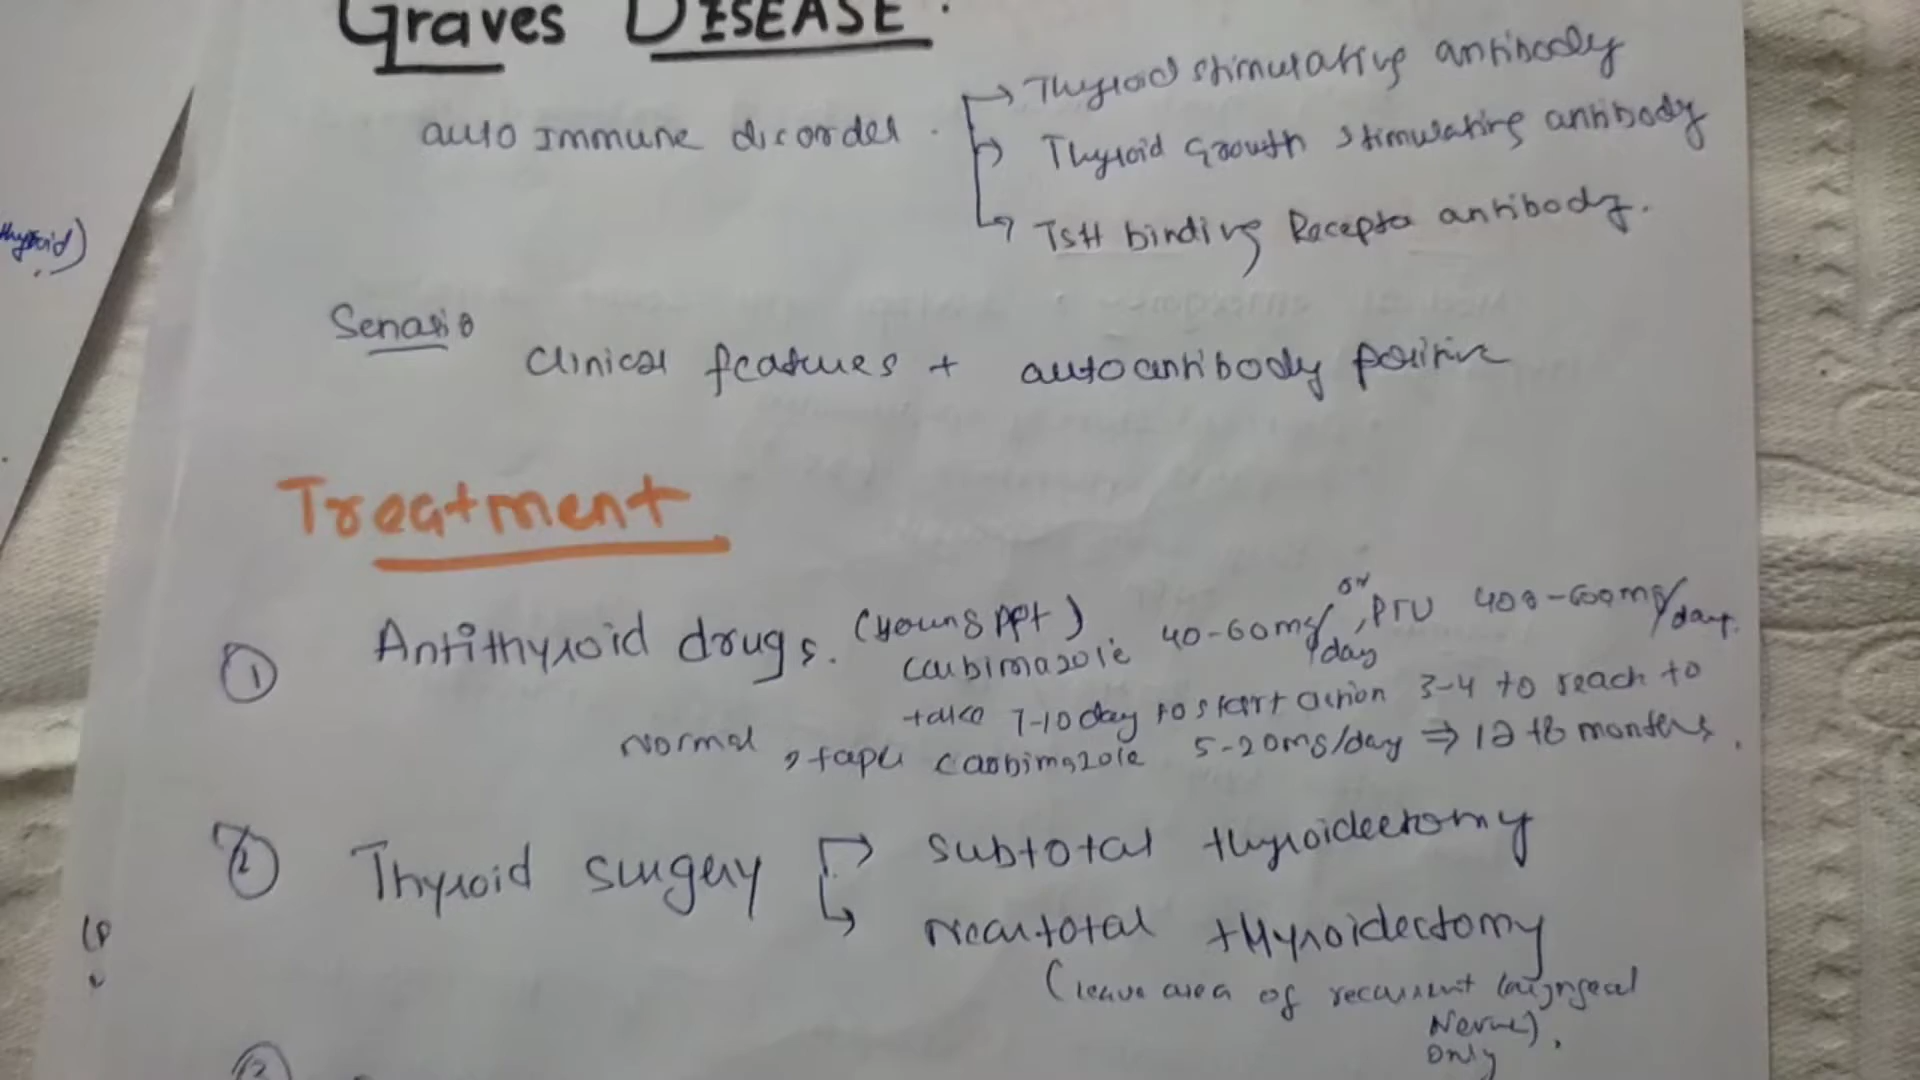 Graves DISEASE.
auto Immune disorder.
→ Thyroid stimulating antibody
→ Thyroid Growth stimulating antibody
→ TSH binding Receptor antibody.
thyroid)
Senario
Clinical features + autoantibody positive
Treatment
① Antithyroid drugs. (young ppt)
carbimazole 40-60mg/day or, PTU 400-600mg/day.
take 7-10 day to start action 3-4 to reach to
normal, taper carbimazole 5-20mg/day ⇒ 12 18 months.
② Thyroid surgery → subtotal thyroidectomy
→ neartotal thyroidectomy
(leave area of recurrent laryngeal
Nerve).
only